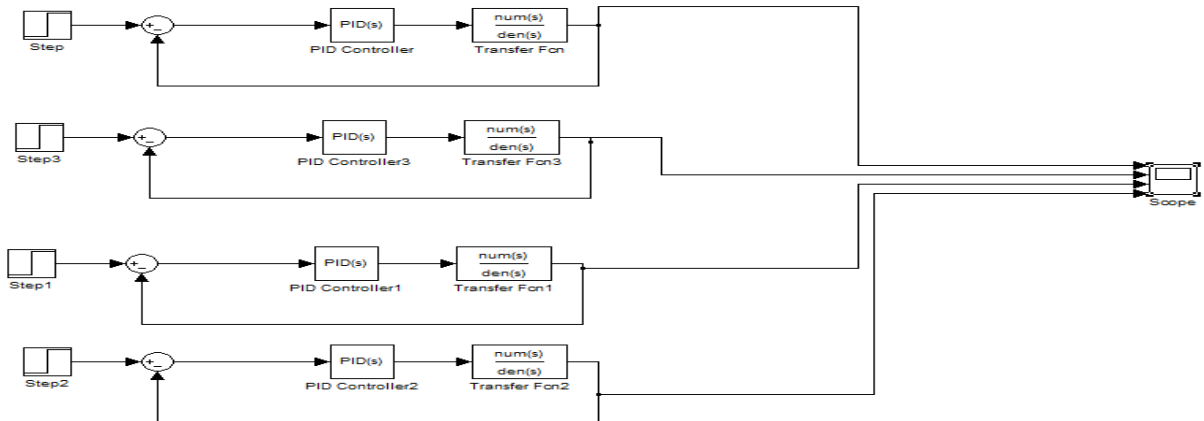 Step
+
−
PID(s)
PID Controller
num(s)
den(s)
Transfer Fcn
Step3
+
−
PID(s)
PID Controller3
num(s)
den(s)
Transfer Fcn3
Scope
Step1
+
−
PID(s)
PID Controller1
num(s)
den(s)
Transfer Fcn1
Step2
+
−
PID(s)
PID Controller2
num(s)
den(s)
Transfer Fcn2